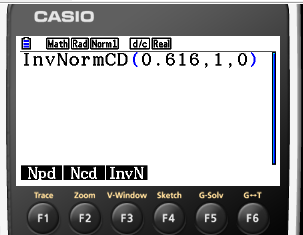 CASIO
Math Rad Norm1 d/c Real
InvNormCD(0.616,1,0)
Npd Ncd InvN
Trace Zoom V-Window Sketch G-Solv G↔T
F1 F2 F3 F4 F5 F6